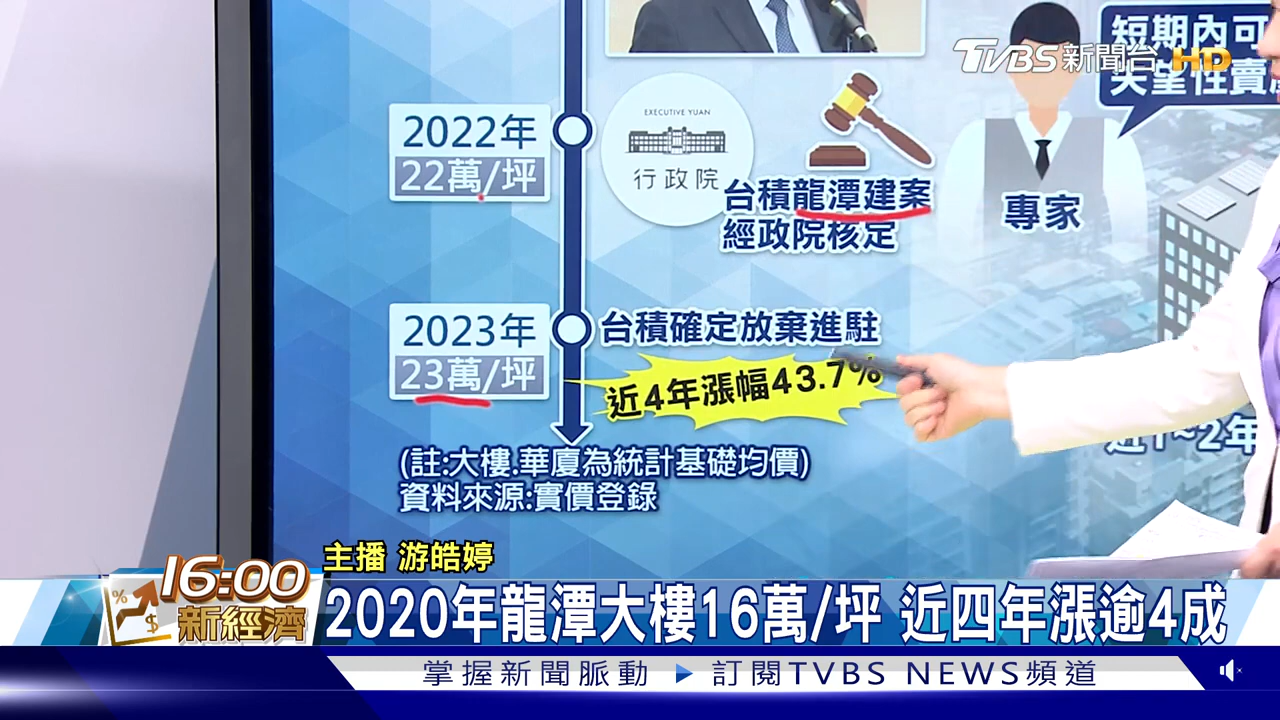 TVBS新聞台 HD
短期內可
失望性賣
2022年
22萬/坪
EXECUTIVE YUAN
行政院
台積龍潭建案
經政院核定
專家
2023年
23萬/坪
台積確定放棄進駐
近4年漲幅43.7%
近1~2年
(註:大樓.華廈為統計基礎均價)
資料來源:實價登錄
主播 游皓婷
16:00
新經濟
2020年龍潭大樓16萬/坪 近四年漲逾4成
掌握新聞脈動 ▶ 訂閱TVBS NEWS頻道